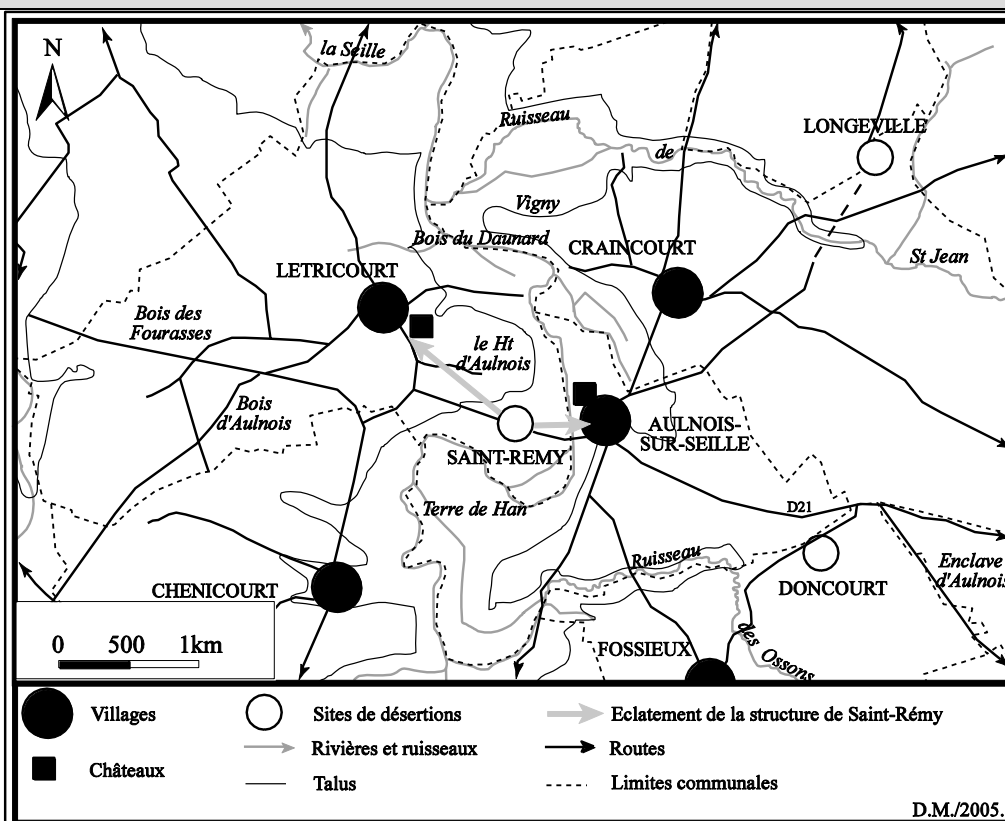 la Seille
N
Ruisseau
LONGEVILLE
de
Vigny
Bois du Daunard
CRAINCOURT
St Jean
LETRICOURT
Bois des
Fourasses
le Ht
d'Aulnois
Bois
d'Aulnois
AULNOIS-
SUR-SEILLE
SAINT-REMY
Terre de Han
D21
Ruisseau
Enclave
d'Aulnois
CHENICOURT
DONCOURT
des Ossons
FOSSIEUX
0 500 1km
Villages
Sites de désertions
Eclatement de la structure de Saint-Rémy
Rivières et ruisseaux
Routes
Châteaux
Talus
Limites communales
D.M./2005.